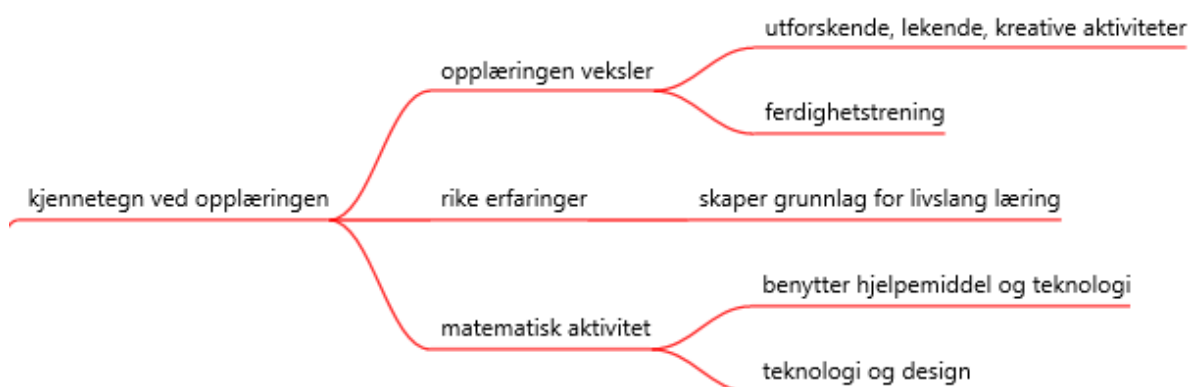 utforskende, lekende, kreative aktiviteter
opplæringen veksler
ferdighetstrening
kjennetegn ved opplæringen
rike erfaringer
skaper grunnlag for livslang læring
benytter hjelpemiddel og teknologi
matematisk aktivitet
teknologi og design